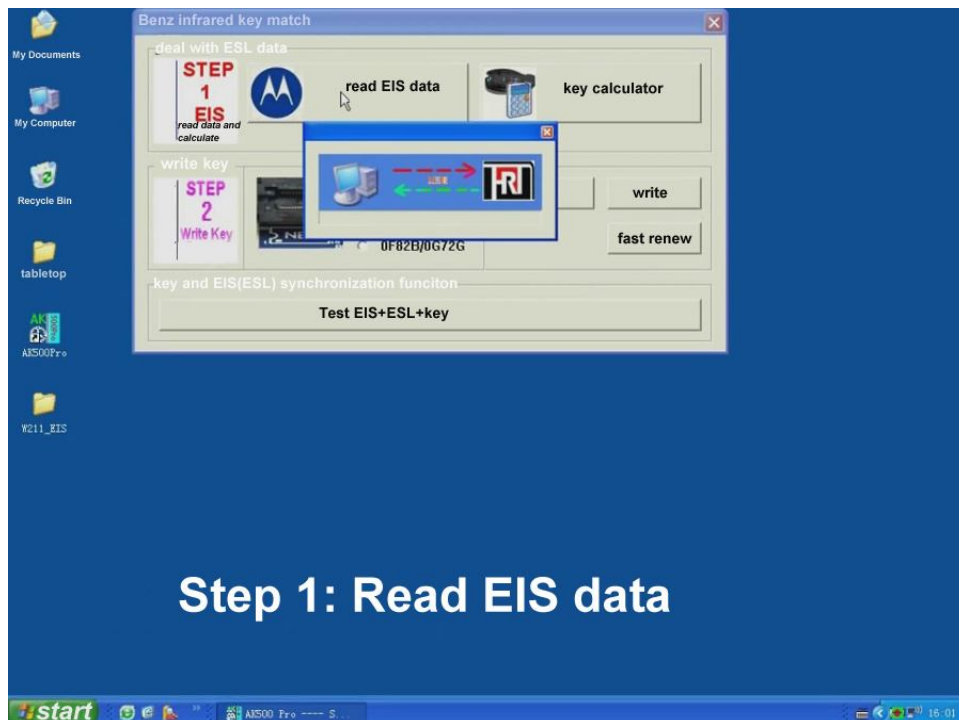 My Documents
My Computer
Recycle Bin
tabletop
AK500Pro
W211_EIS
Benz infrared key match
deal with ESL data
STEP
1
EIS
read data and
calculate
read EIS data
key calculator
write key
STEP
2
Write Key
0F82B/0G72G
write
fast renew
key and EIS(ESL) synchronization funciton
Test EIS+ESL+key
Step 1: Read EIS data
start
AK500 Pro ---- S...
16:01